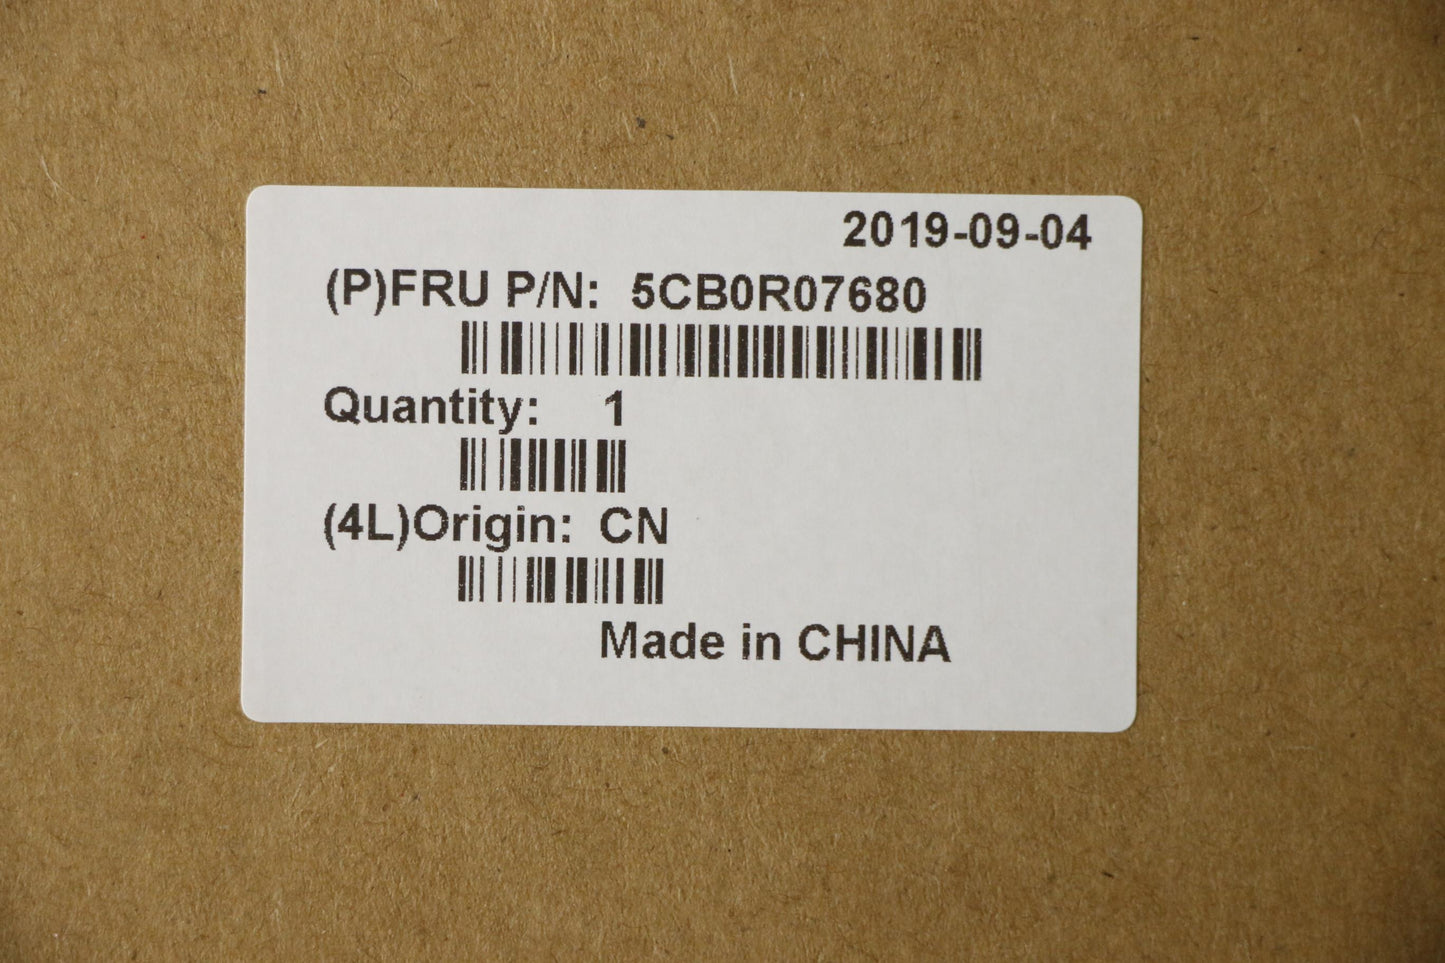 2019-09-04
(P)FRU P/N: 5CB0R07680
Quantity: 1
(4L)Origin: CN
Made in CHINA